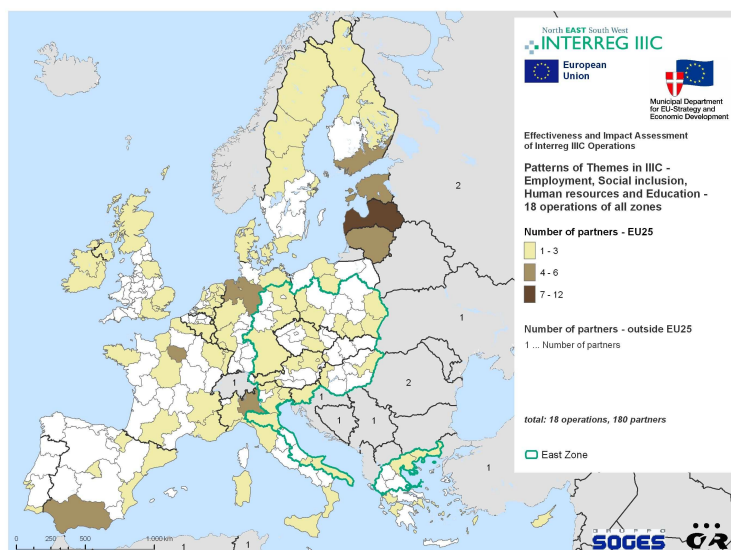 North EAST South West
INTERREG IIIC
European
Union
Municipal Department
for EU-Strategy and
Economic Development
Effectiveness and Impact Assessment
of Interreg IIIC Operations
Patterns of Themes in IIIC -
Employment, Social inclusion,
Human resources and Education -
18 operations of all zones
Number of partners - EU25
1 - 3
4 - 6
7 - 12
Number of partners - outside EU25
1 ... Number of partners
total: 18 operations, 180 partners
East Zone
2
1
1
2
1
1
1
1
1
0 250 500 1.000 km
GRUPPO
SOGES
ÖIR